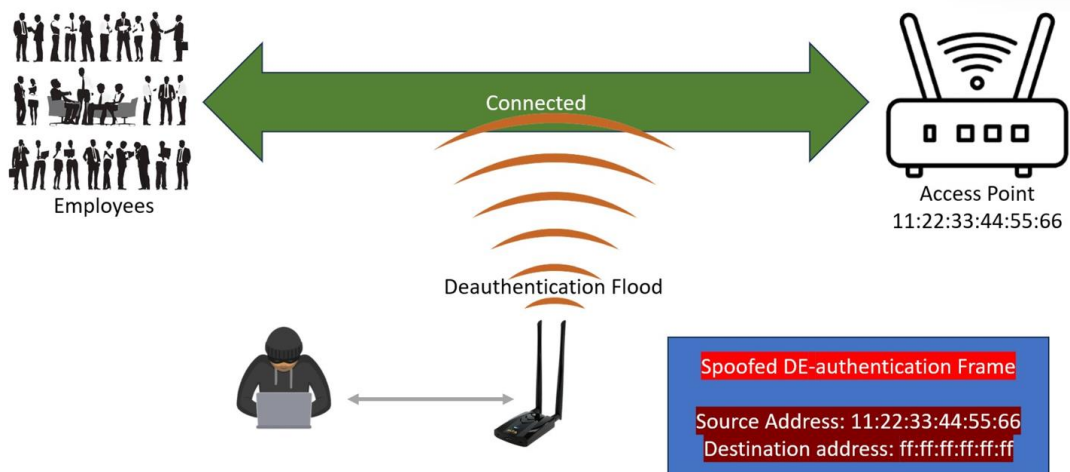 Connected
Employees
Access Point
11:22:33:44:55:66
Deauthentication Flood
Spoofed DE-authentication Frame
Source Address: 11:22:33:44:55:66
Destination address: ff:ff:ff:ff:ff:ff